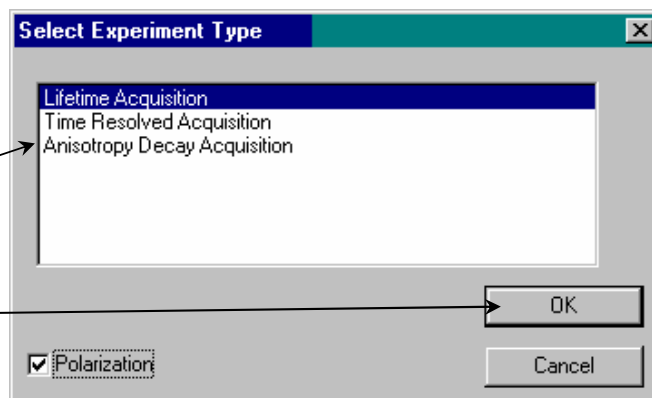 Select Experiment Type
Lifetime Acquisition
Time Resolved Acquisition
Anisotropy Decay Acquisition
OK
Polarization
Cancel